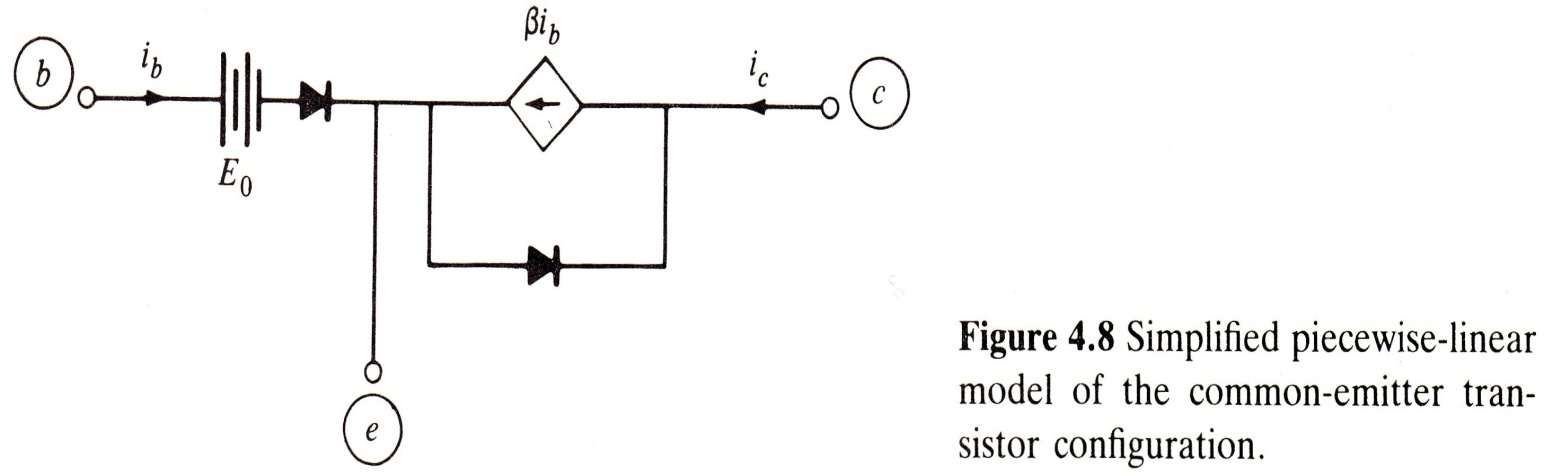 βi_b
b
i_b
i_c
c
E_0
e
Figure 4.8 Simplified piecewise-linear
model of the common-emitter tran-
sistor configuration.